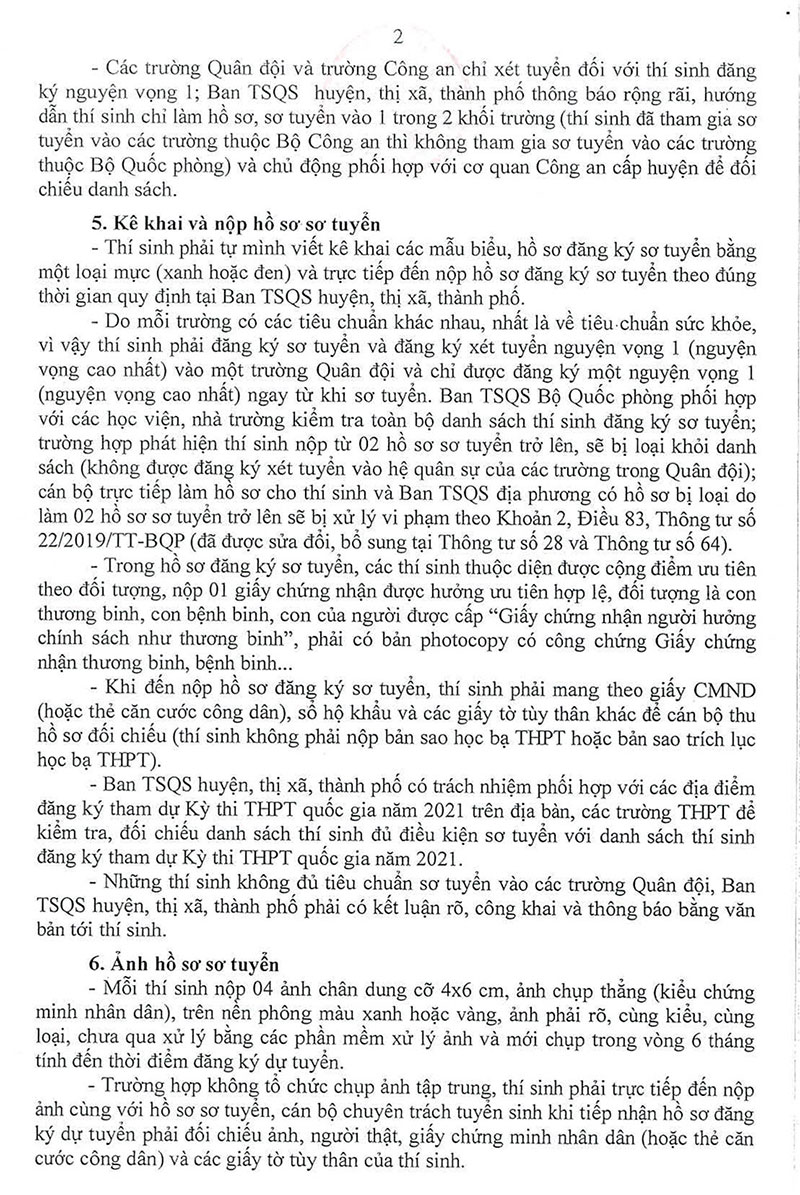 2
- Các trường Quân đội và trường Công an chỉ xét tuyển đối với thí sinh đăng
ký nguyện vọng 1; Ban TSQS huyện, thị xã, thành phố thông báo rộng rãi, hướng
dẫn thí sinh chỉ làm hồ sơ, sơ tuyển vào 1 trong 2 khối trường (thí sinh đã tham gia sơ
tuyển vào các trường thuộc Bộ Công an thì không tham gia sơ tuyển vào các trường
thuộc Bộ Quốc phòng) và chủ động phối hợp với cơ quan Công an cấp huyện để đối
chiếu danh sách.
5. Kê khai và nộp hồ sơ sơ tuyển
- Thí sinh phải tự mình viết kê khai các mẫu biểu, hồ sơ đăng ký sơ tuyển bằng
một loại mực (xanh hoặc đen) và trực tiếp đến nộp hồ sơ đăng ký sơ tuyển theo đúng
thời gian quy định tại Ban TSQS huyện, thị xã, thành phố.
- Do mỗi trường có các tiêu chuẩn khác nhau, nhất là về tiêu chuẩn sức khỏe,
vì vậy thí sinh phải đăng ký sơ tuyển và đăng ký xét tuyển nguyện vọng 1 (nguyện
vọng cao nhất) vào một trường Quân đội và chỉ được đăng ký một nguyện vọng 1
(nguyện vọng cao nhất) ngay từ khi sơ tuyển. Ban TSQS Bộ Quốc phòng phối hợp
với các học viện, nhà trường kiểm tra toàn bộ danh sách thí sinh đăng ký sơ tuyển;
trường hợp phát hiện thí sinh nộp từ 02 hồ sơ sơ tuyển trở lên, sẽ bị loại khỏi danh
sách (không được đăng ký xét tuyển vào hệ quân sự của các trường trong Quân đội);
cán bộ trực tiếp làm hồ sơ cho thí sinh và Ban TSQS địa phương có hồ sơ bị loại do
làm 02 hồ sơ sơ tuyển trở lên sẽ bị xử lý vi phạm theo Khoản 2, Điều 83, Thông tư số
22/2019/TT-BQP (đã được sửa đổi, bổ sung tại Thông tư số 28 và Thông tư số 64).
- Trong hồ sơ đăng ký sơ tuyển, các thí sinh thuộc diện được cộng điểm ưu tiên
theo đối tượng, nộp 01 giấy chứng nhận được hưởng ưu tiên hợp lệ, đối tượng là con
thương binh, con bệnh binh, con của người được cấp “Giấy chứng nhận người hưởng
chính sách như thương binh”, phải có bản photocopy có công chứng Giấy chứng
nhận thương binh, bệnh binh...
- Khi đến nộp hồ sơ đăng ký sơ tuyển, thí sinh phải mang theo giấy CMND
(hoặc thẻ căn cước công dân), sổ hộ khẩu và các giấy tờ tùy thân khác để cán bộ thu
hồ sơ đối chiếu (thí sinh không phải nộp bản sao học bạ THPT hoặc bản sao trích lục
học bạ THPT).
- Ban TSQS huyện, thị xã, thành phố có trách nhiệm phối hợp với các địa điểm
đăng ký tham dự Kỳ thi THPT quốc gia năm 2021 trên địa bàn, các trường THPT để
kiểm tra, đối chiếu danh sách thí sinh đủ điều kiện sơ tuyển với danh sách thí sinh
đăng ký tham dự Kỳ thi THPT quốc gia năm 2021.
- Những thí sinh không đủ tiêu chuẩn sơ tuyển vào các trường Quân đội, Ban
TSQS huyện, thị xã, thành phố phải có kết luận rõ, công khai và thông báo bằng văn
bản tới thí sinh.
6. Ảnh hồ sơ sơ tuyển
- Mỗi thí sinh nộp 04 ảnh chân dung cỡ 4x6 cm, ảnh chụp thẳng (kiểu chứng
minh nhân dân), trên nền phông màu xanh hoặc vàng, ảnh phải rõ, cùng kiểu, cùng
loại, chưa qua xử lý bằng các phần mềm xử lý ảnh và mới chụp trong vòng 6 tháng
tính đến thời điểm đăng ký dự tuyển.
- Trường hợp không tổ chức chụp ảnh tập trung, thí sinh phải trực tiếp đến nộp
ảnh cùng với hồ sơ sơ tuyển, cán bộ chuyên trách tuyển sinh khi tiếp nhận hồ sơ đăng
ký dự tuyển phải đối chiếu ảnh, người thật, giấy chứng minh nhân dân (hoặc thẻ căn
cước công dân) và các giấy tờ tùy thân của thí sinh.